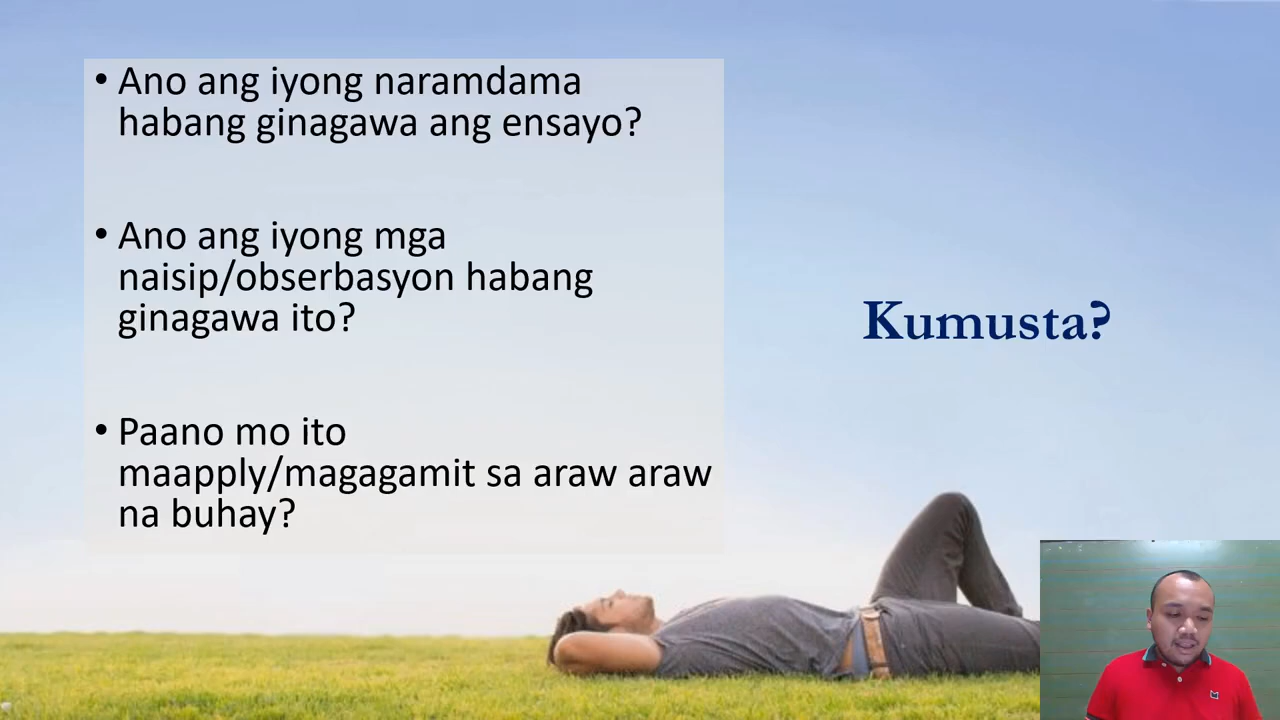 • Ano ang iyong naramdama
habang ginagawa ang ensayo?
• Ano ang iyong mga
naisip/obserbasyon habang
ginagawa ito?
• Paano mo ito
maapply/magagamit sa araw araw
na buhay?
Kumusta?